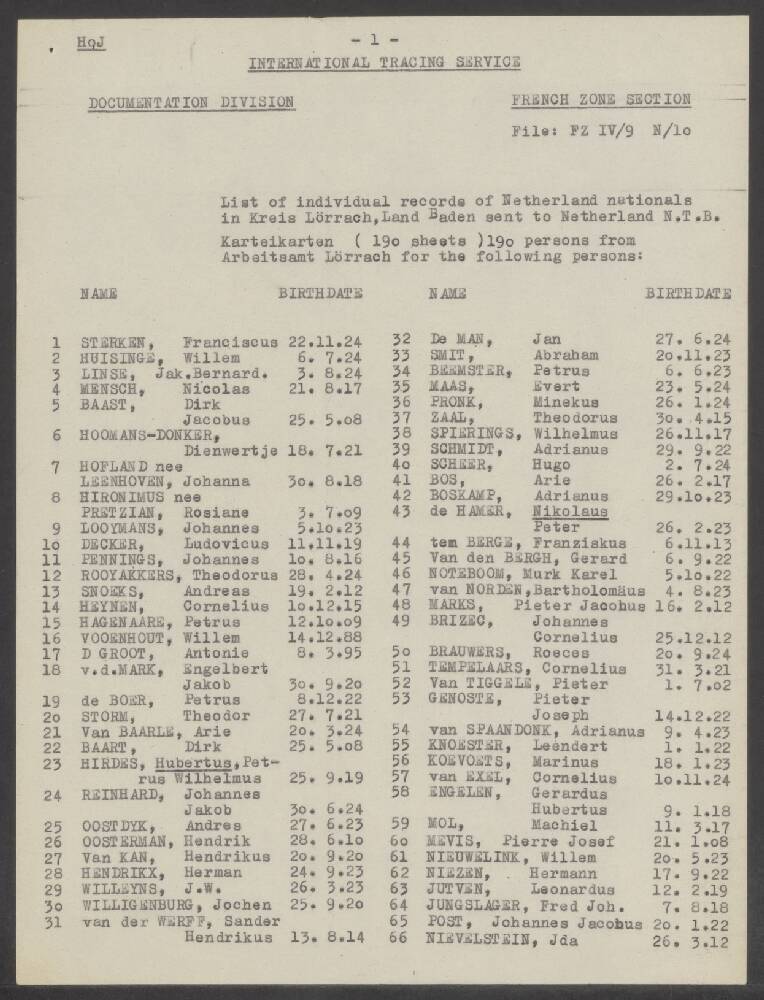 HoJ
- 1 -
INTERNATIONAL TRACING SERVICE
DOCUMENTATION DIVISION
FRENCH ZONE SECTION
File: FZ IV/9 N/lo
List of individual records of Netherland nationals
in Kreis Lörrach,Land Baden sent to Netherland N.T.B.
Karteikarten ( 19o sheets )19o persons from
Arbeitsamt Lörrach for the following persons:
NAME BIRTHDATE
1 STERKEN, Franciscus 22.11.24
2 HUISINGE, Willem 6. 7.24
3 LINSE, Jak.Bernard. 3. 8.24
4 MENSCH, Nicolas 21. 8.17
5 BAAST, Dirk
Jacobus 25. 5.o8
6 HOOMANS-DONKER,
Dienwertje 18. 7.21
7 HOFLAND nee
LEENHOVEN, Johanna 3o. 8.18
8 HIRONIMUS nee
PRETZIAN, Rosiane 3. 7.o9
9 LOOYMANS, Johannes 5.1o.23
lo DECKER, Ludovicus 11.11.19
11 PENNINGS, Johannes lo. 8.16
12 ROOYAKKERS, Theodorus 28. 4.24
13 SNOEKS, Andreas 19. 2.12
14 HEYNEN, Cornelius lo.12.15
15 HAGENAARE, Petrus 12.lo.o9
16 VOOENHOUT, Willem 14.12.88
17 D GROOT, Antonie 8. 3.95
18 v.d.MARK, Engelbert
Jakob 3o. 9.2o
19 de BOER, Petrus 8.12.22
2o STORM, Theodor 27. 7.21
21 Van BAARLE, Arie 2o. 3.24
22 BAART, Dirk 25. 5.o8
23 HIRDES, Hubertus,Pet-
rus Wilhelmus 25. 9.19
24 REINHARD, Johannes
Jakob 3o. 6.24
25 OOSTDYK, Andres 27. 6.23
26 OOSTERMAN, Hendrik 28. 6.lo
27 Van KAN, Hendrikus 2o. 9.2o
28 HENDRIKX, Herman 24. 9.23
29 WILLEYNS, J.W. 26. 3.23
3o WILLIGENBURG, Jochen 25. 9.2o
31 van der WERFF, Sander
Hendrikus 13. 8.14
NAME BIRTHDATE
32 De MAN, Jan 27. 6.24
33 SMIT, Abraham 2o.11.23
34 BEEMSTER, Petrus 6. 6.23
35 MAAS, Evert 23. 5.24
36 PRONK, Minekus 26. 1.24
37 ZAAL, Theodorus 3o. 4.15
38 SPIERINGS, Wilhelmus 26.11.17
39 SCHMIDT, Adrianus 29. 9.22
4o SCHEER, Hugo 2. 7.24
41 BOS, Arie 26. 2.17
42 BOSKAMP, Adrianus 29.1o.23
43 de HAMER, Nikolaus
Peter 26. 2.23
44 tem BERGE, Franziskus 6.11.13
45 Van den BERGH, Gerard 6. 9.22
46 NOTEBOOM, Murk Karel 5.1o.22
47 van NORDEN,Bartholomäus 4. 8.23
48 MARKS, Pieter Jacobus 16. 2.12
49 BRIZEC, Johannes
Cornelius 25.12.12
5o BRAUWERS, Roeces 2o. 9.24
51 TEMPELAARS, Cornelius 31. 3.21
52 Van TIGGELE, Pieter 1. 7.o2
53 GENOSTE, Pieter
Joseph 14.12.22
54 van SPAANDONK, Adrianus 9. 4.23
55 KNOESTER, Leendert 1. 1.22
56 KOEVOETS, Marinus 18. 1.23
57 van EXEL, Cornelius lo.11.24
58 ENGELEN, Gerardus
Hubertus 9. 1.18
59 MOL, Machiel 11. 3.17
6o MEVIS, Pierre Josef 21. 1.o8
61 NIEUWELINK, Willem 2o. 5.23
62 NIEZEN, Hermann 17. 9.22
63 JUTVEN, Leonardus 12. 2.19
64 JUNGSLAGER, Fred Joh. 7. 8.18
65 POST, Johannes Jacobus 2o. 1.22
66 NIEVELSTEIN, Jda 26. 3.12